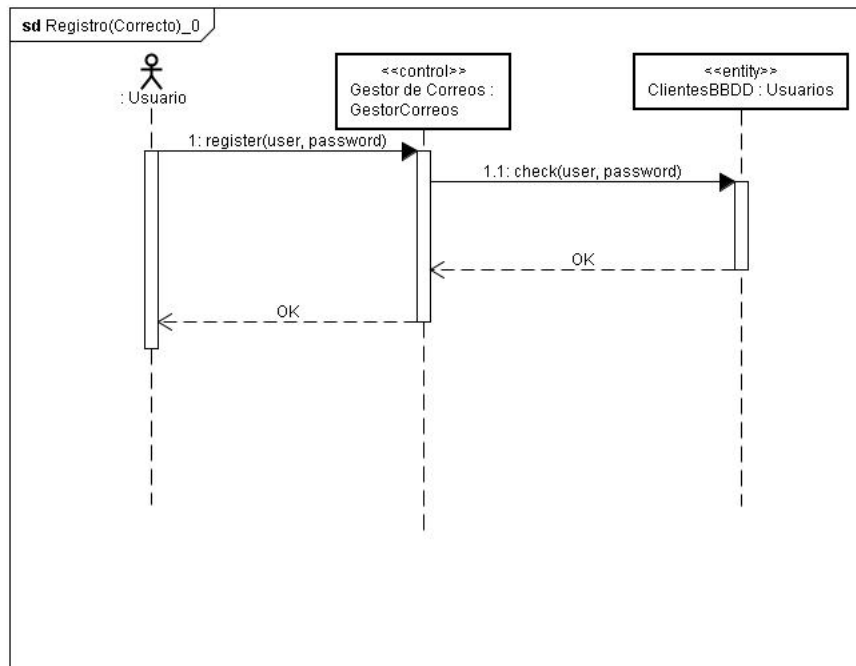 sd Registro(Correcto)_0
: Usuario
<<control>>
Gestor de Correos :
GestorCorreos
<<entity>>
ClientesBBDD : Usuarios
1: register(user, password)
1.1: check(user, password)
OK
OK